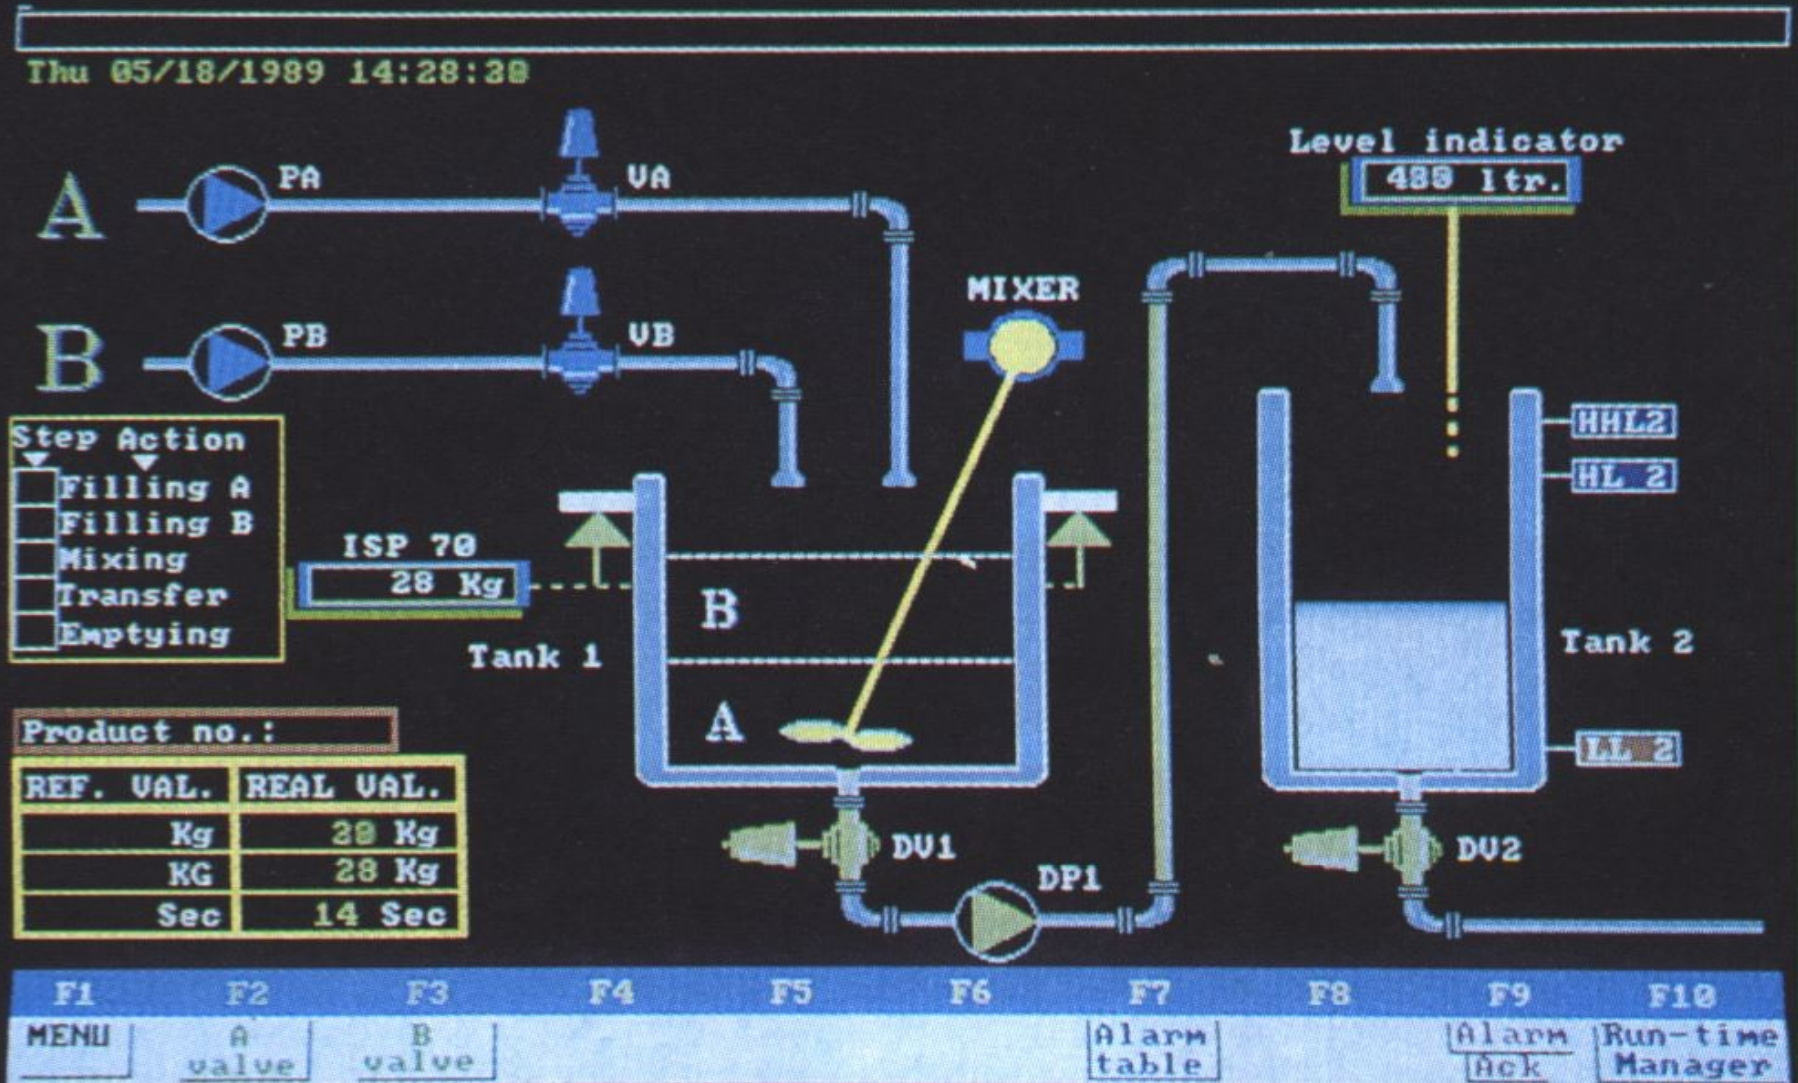 Thu 05/18/1989 14:28:30
Level indicator
480 ltr.
A
PA
VA
MIXER
B
PB
VB
HHL2
HL 2
Step Action
Filling A
Filling B
Mixing
Transfer
Emptying
ISP 70
28 Kg
B
Tank 1
Tank 2
A
Product no.:
LL 2
REF. VAL. REAL VAL.
Kg 28 Kg
KG 28 Kg
Sec 14 Sec
DV1
DV2
DP1
F1 F2 F3 F4 F5 F6 F7 F8 F9 F10
MENU
A
valve
B
valve
Alarm
table
Alarm
Ack
Run-time
Manager